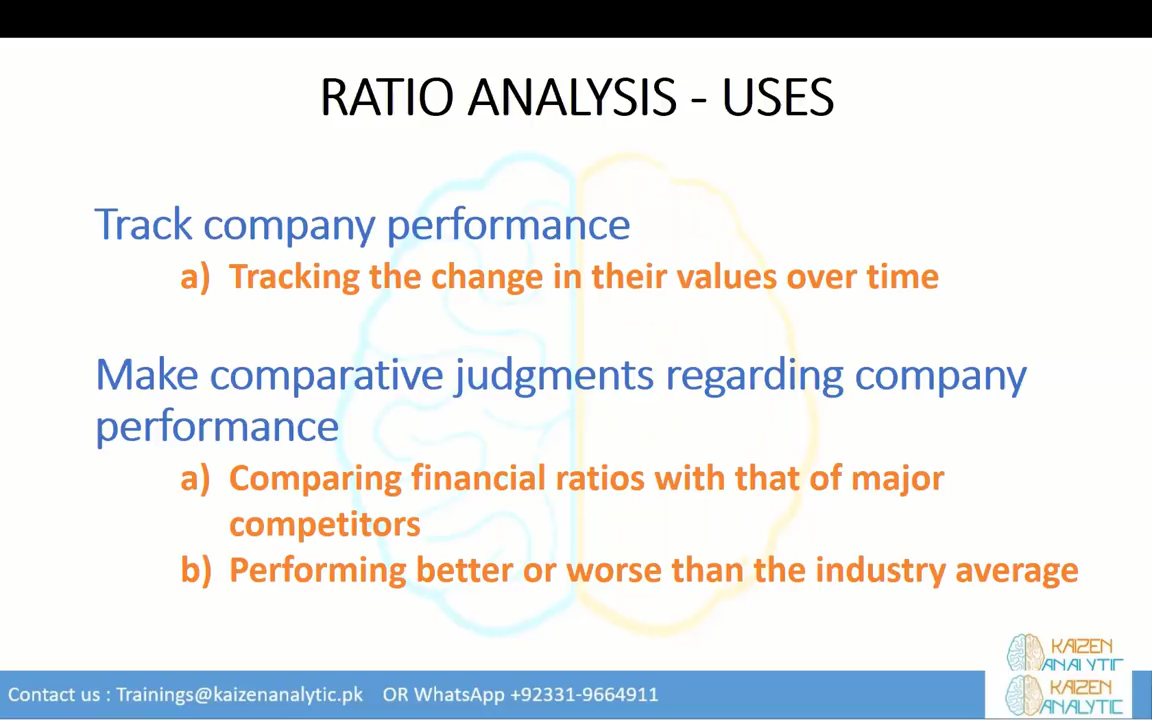 RATIO ANALYSIS - USES
Track company performance
a) Tracking the change in their values over time
Make comparative judgments regarding company
performance
a) Comparing financial ratios with that of major
competitors
b) Performing better or worse than the industry average
KAIZEN
ANALYTIC
Contact us : Trainings@kaizenanalytic.pk OR WhatsApp +92331-9664911
KAIZEN
ANALYTIC